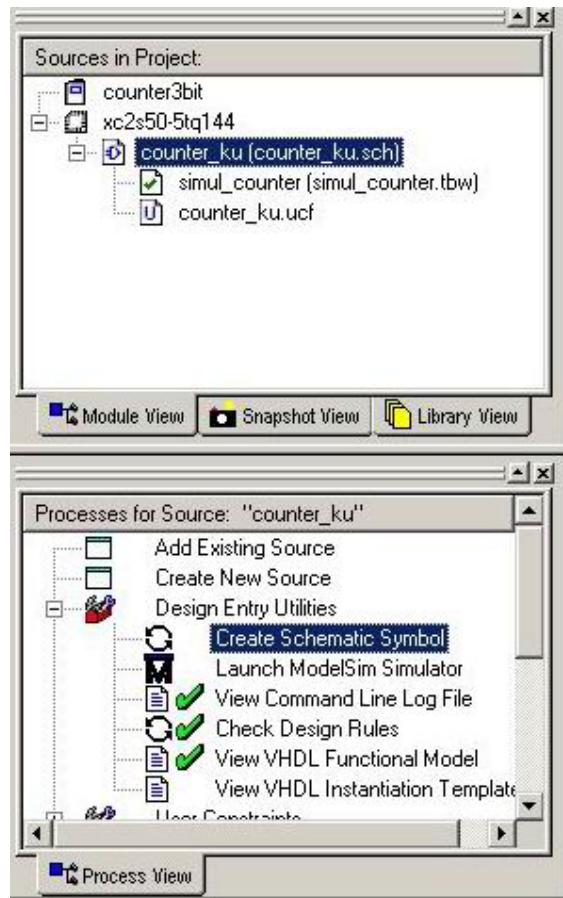 Sources in Project:
counter3bit
xc2s50-5tq144
counter_ku (counter_ku.sch)
simul_counter (simul_counter.tbw)
counter_ku.ucf
Module View Snapshot View Library View
Processes for Source: "counter_ku"
Add Existing Source
Create New Source
Design Entry Utilities
Create Schematic Symbol
Launch ModelSim Simulator
View Command Line Log File
Check Design Rules
View VHDL Functional Model
View VHDL Instantiation Template
User Constraints
Process View